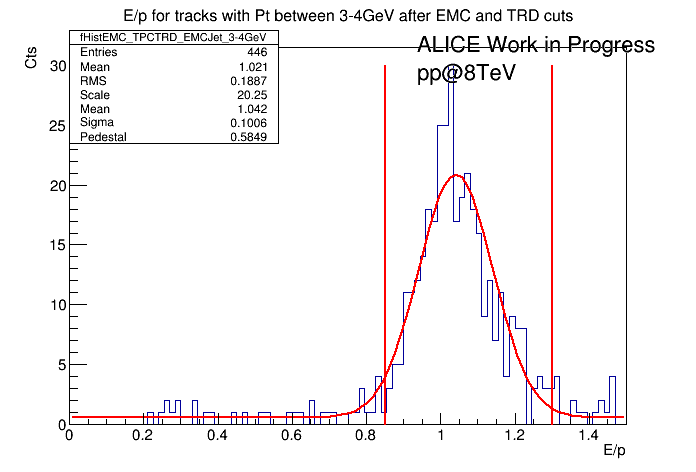 E/p for tracks with Pt between 3-4GeV after EMC and TRD cuts
fHistEMC_TPCTRD_EMCJet_3-4GeV
Entries 446
Mean 1.021
RMS 0.1887
Scale 20.25
Mean 1.042
Sigma 0.1006
Pedestal 0.5849
ALICE Work in Progress
pp@8TeV
Cts
30
25
20
15
10
5
0
0 0.2 0.4 0.6 0.8 1 1.2 1.4
E/p